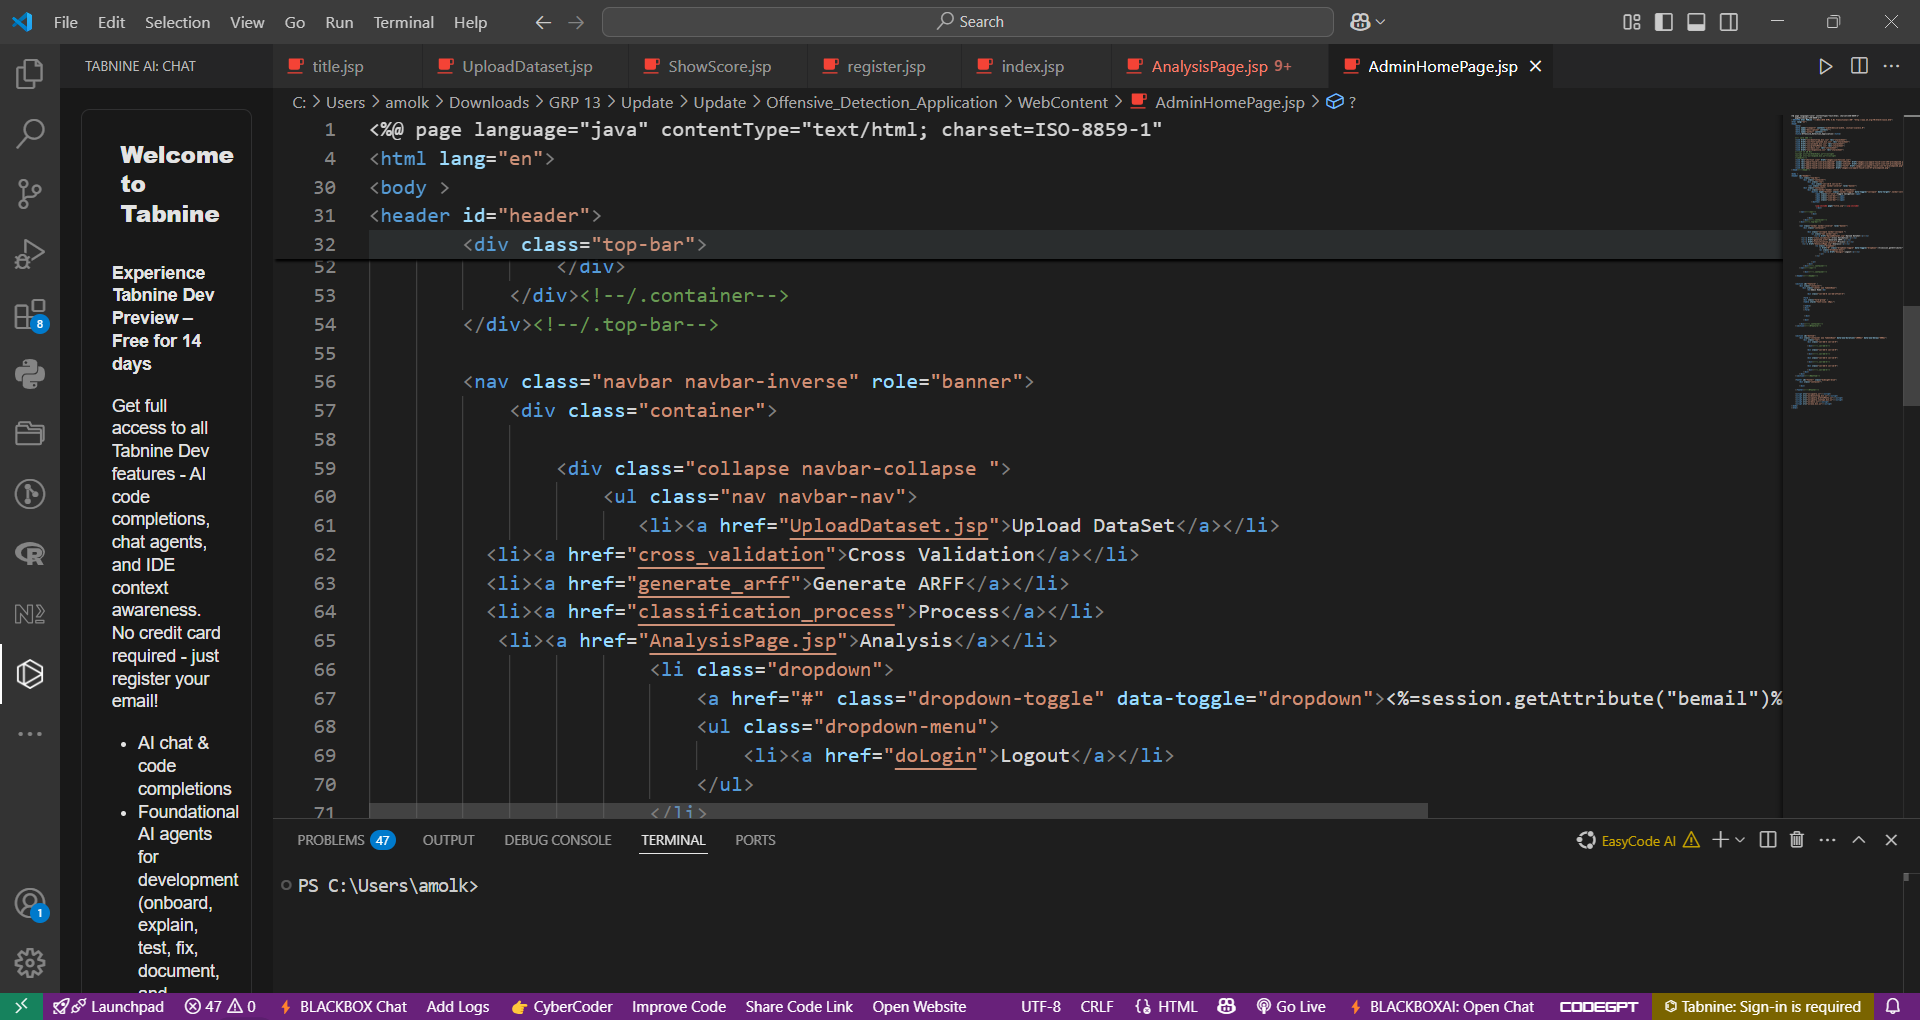 File Edit Selection View Go Run Terminal Help
Search
TABNINE AI: CHAT
title.jsp UploadDataset.jsp ShowScore.jsp register.jsp index.jsp AnalysisPage.jsp 9+ AdminHomePage.jsp
C: > Users > amolk > Downloads > GRP 13 > Update > Update > Offensive_Detection_Application > WebContent > AdminHomePage.jsp > ?
Welcome
to
Tabnine
Experience
Tabnine Dev
Preview –
Free for 14
days
Get full
access to all
Tabnine Dev
features - AI
code
completions,
chat agents,
and IDE
context
awareness.
No credit card
required - just
register your
email!
• AI chat &
code
completions
• Foundational
AI agents
for
development
(onboard,
explain,
test, fix,
document,
and
8
1
1 <%@ page language="java" contentType="text/html; charset=ISO-8859-1"
4 <html lang="en">
30 <body >
31 <header id="header">
32 <div class="top-bar">
52 </div>
53 </div><!--/.container-->
54 </div><!--/.top-bar-->
55
56 <nav class="navbar navbar-inverse" role="banner">
57 <div class="container">
58
59 <div class="collapse navbar-collapse ">
60 <ul class="nav navbar-nav">
61 <li><a href="UploadDataset.jsp">Upload DataSet</a></li>
62 <li><a href="cross_validation">Cross Validation</a></li>
63 <li><a href="generate_arff">Generate ARFF</a></li>
64 <li><a href="classification_process">Process</a></li>
65 <li><a href="AnalysisPage.jsp">Analysis</a></li>
66 <li class="dropdown">
67 <a href="#" class="dropdown-toggle" data-toggle="dropdown"><%=session.getAttribute("bemail")%
68 <ul class="dropdown-menu">
69 <li><a href="doLogin">Logout</a></li>
70 </ul>
71 </li>
PROBLEMS 47 OUTPUT DEBUG CONSOLE TERMINAL PORTS
EasyCode AI
PS C:\Users\amolk>
Launchpad 47 0 BLACKBOX Chat Add Logs CyberCoder Improve Code Share Code Link Open Website UTF-8 CRLF {} HTML Go Live BLACKBOXAI: Open Chat CODEGPT Tabnine: Sign-in is required